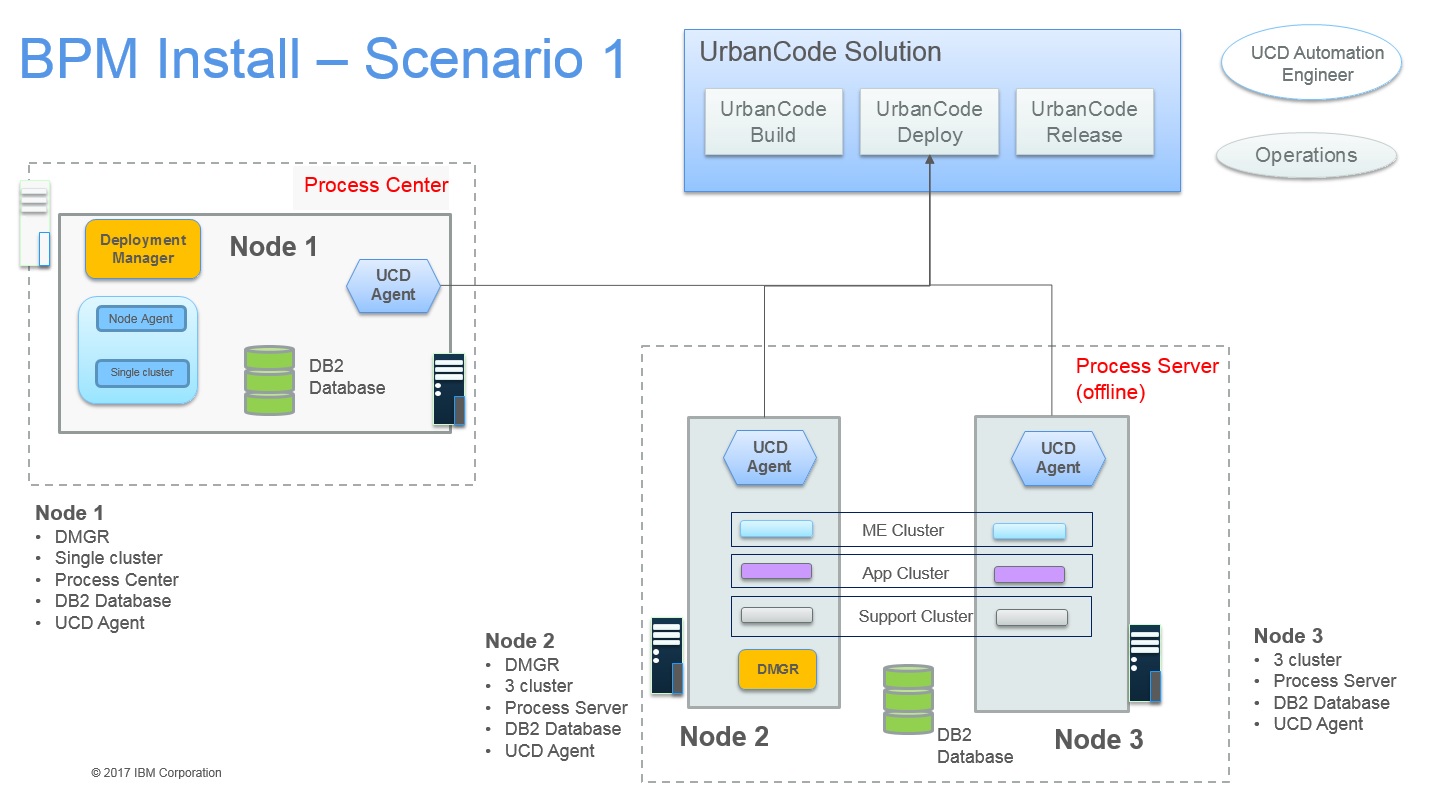 BPM Install – Scenario 1
UrbanCode Solution
UrbanCode
Build
UrbanCode
Deploy
UrbanCode
Release
UCD Automation
Engineer
Operations
Process Center
Deployment
Manager
Node 1
UCD
Agent
Node Agent
Single cluster
DB2
Database
Node 1
• DMGR
• Single cluster
• Process Center
• DB2 Database
• UCD Agent
Process Server
(offline)
UCD
Agent
UCD
Agent
ME Cluster
App Cluster
Support Cluster
DMGR
Node 2
DB2
Database
Node 3
Node 2
• DMGR
• 3 cluster
• Process Server
• DB2 Database
• UCD Agent
Node 3
• 3 cluster
• Process Server
• DB2 Database
• UCD Agent
© 2017 IBM Corporation